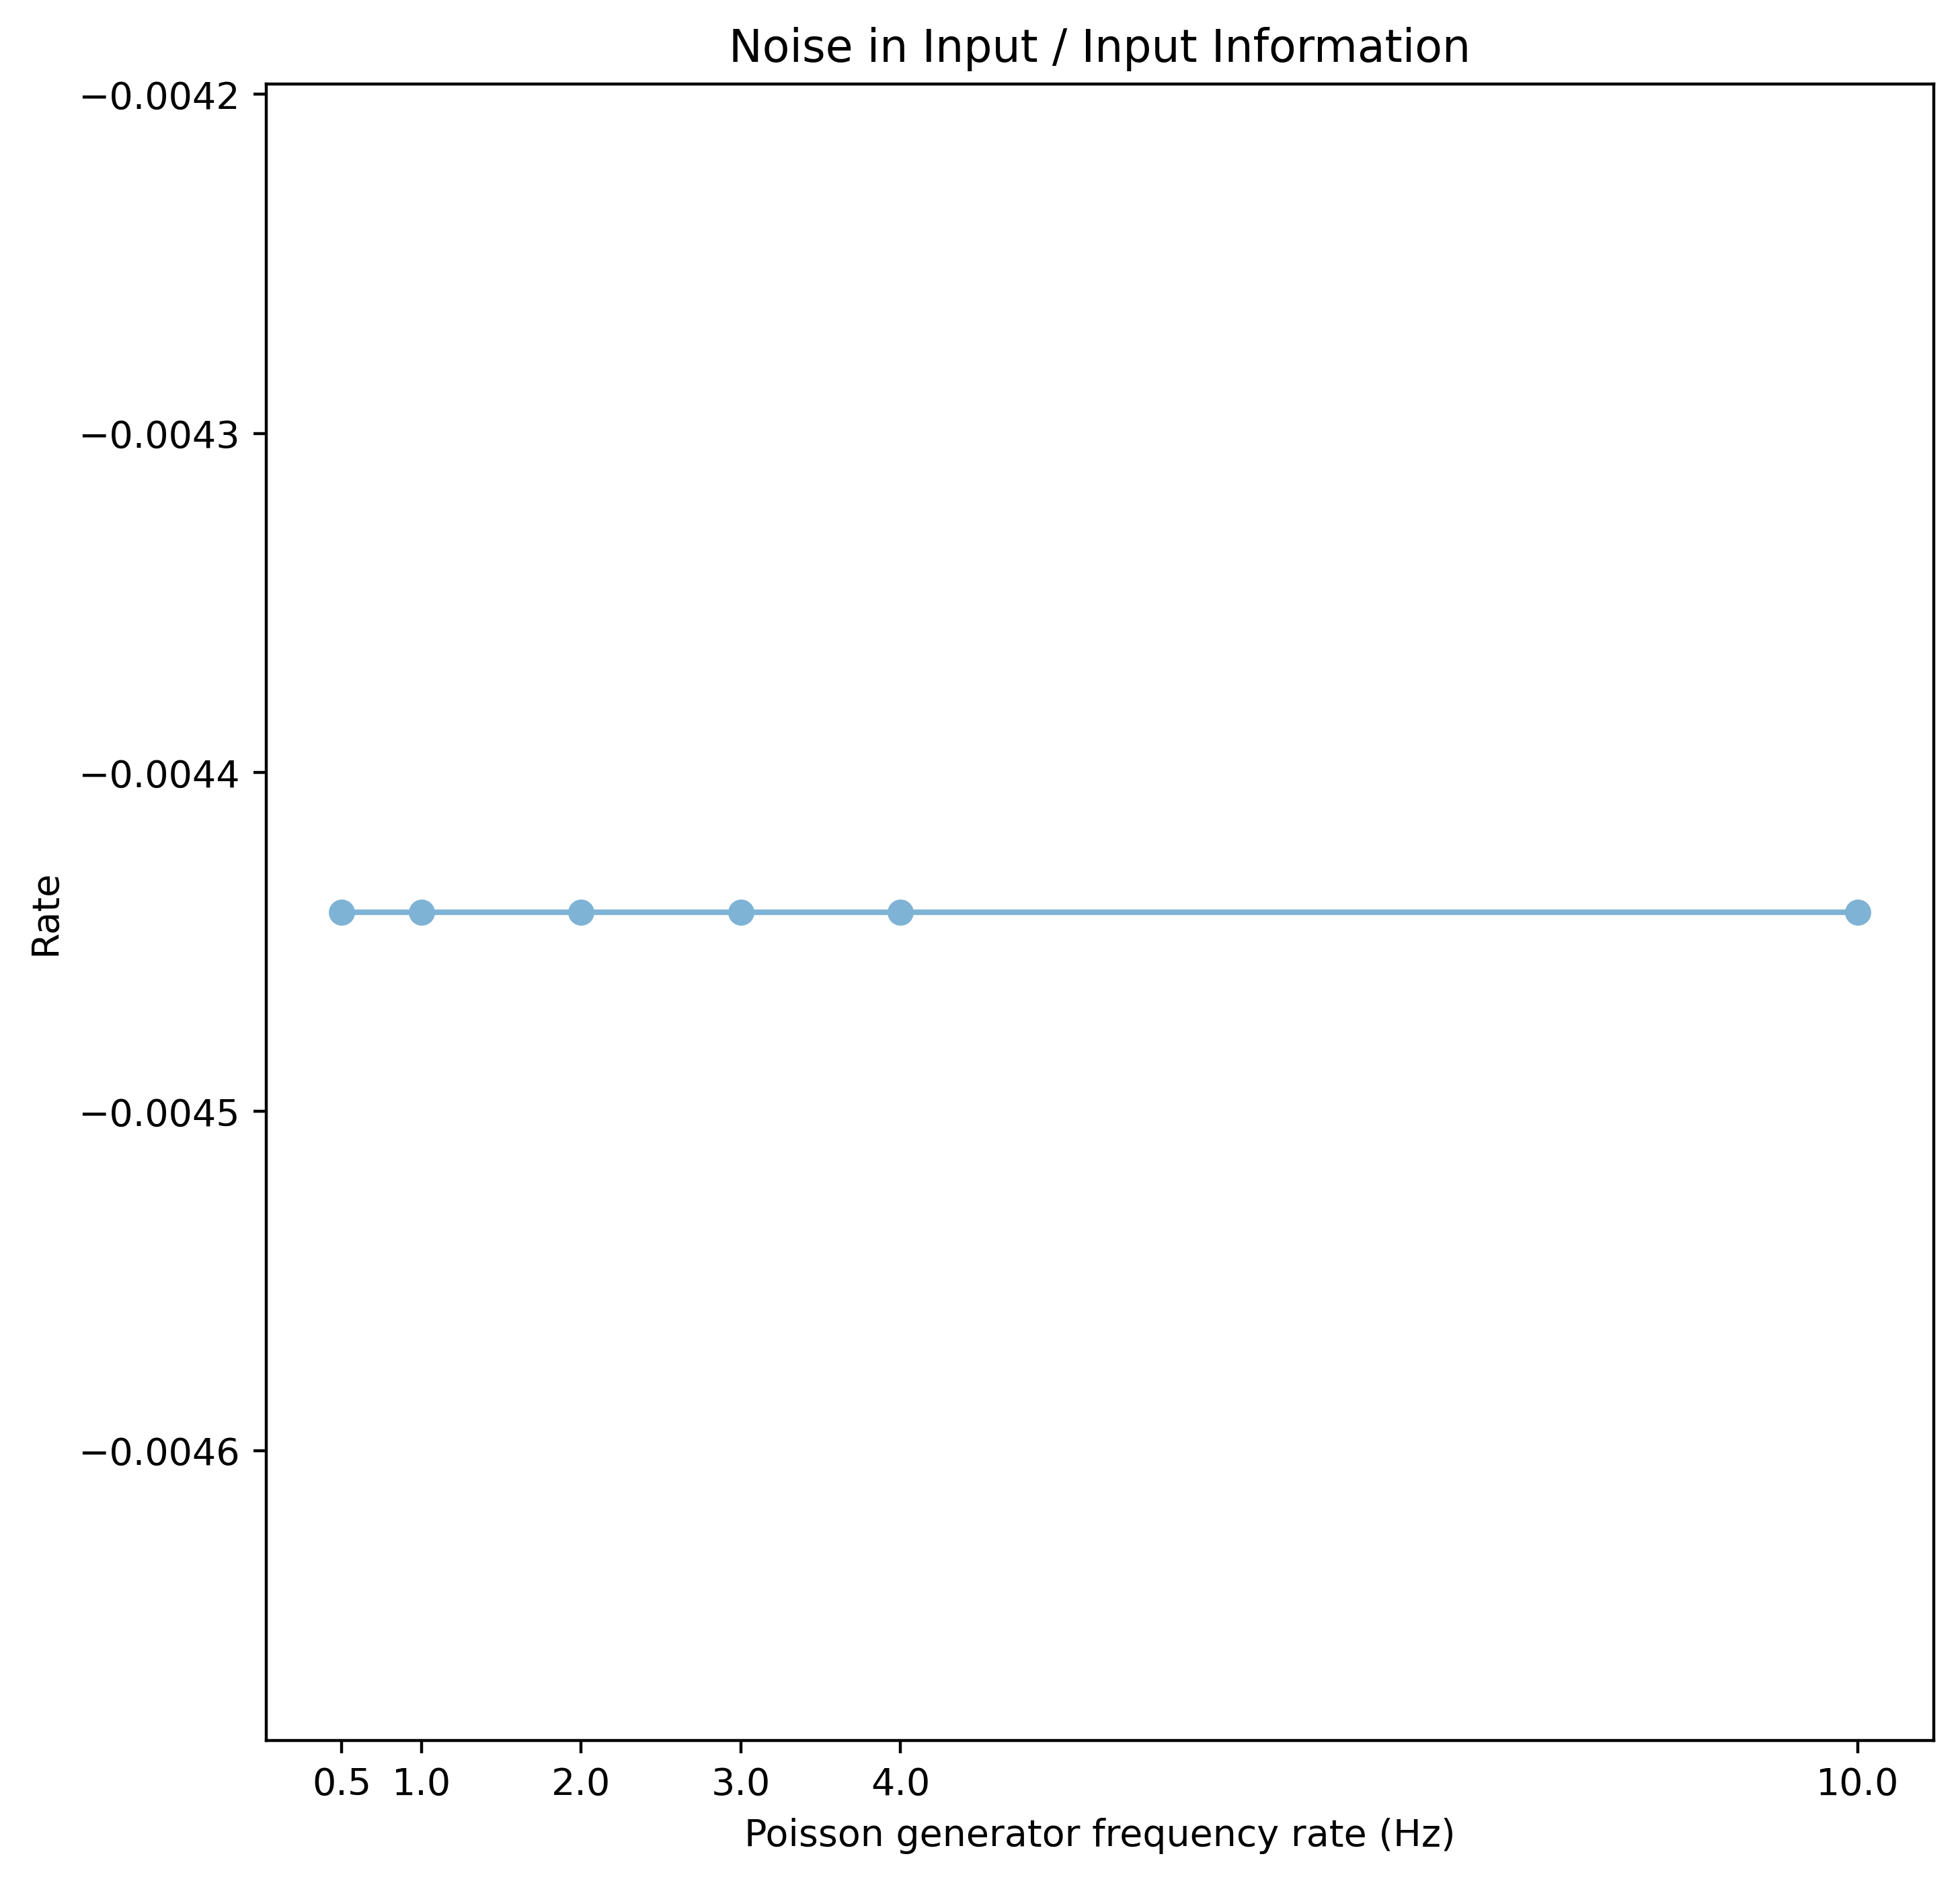 Noise in Input / Input Information
−0.0042
−0.0043
−0.0044
−0.0045
−0.0046
Rate
0.5 1.0 2.0 3.0 4.0 10.0
Poisson generator frequency rate (Hz)